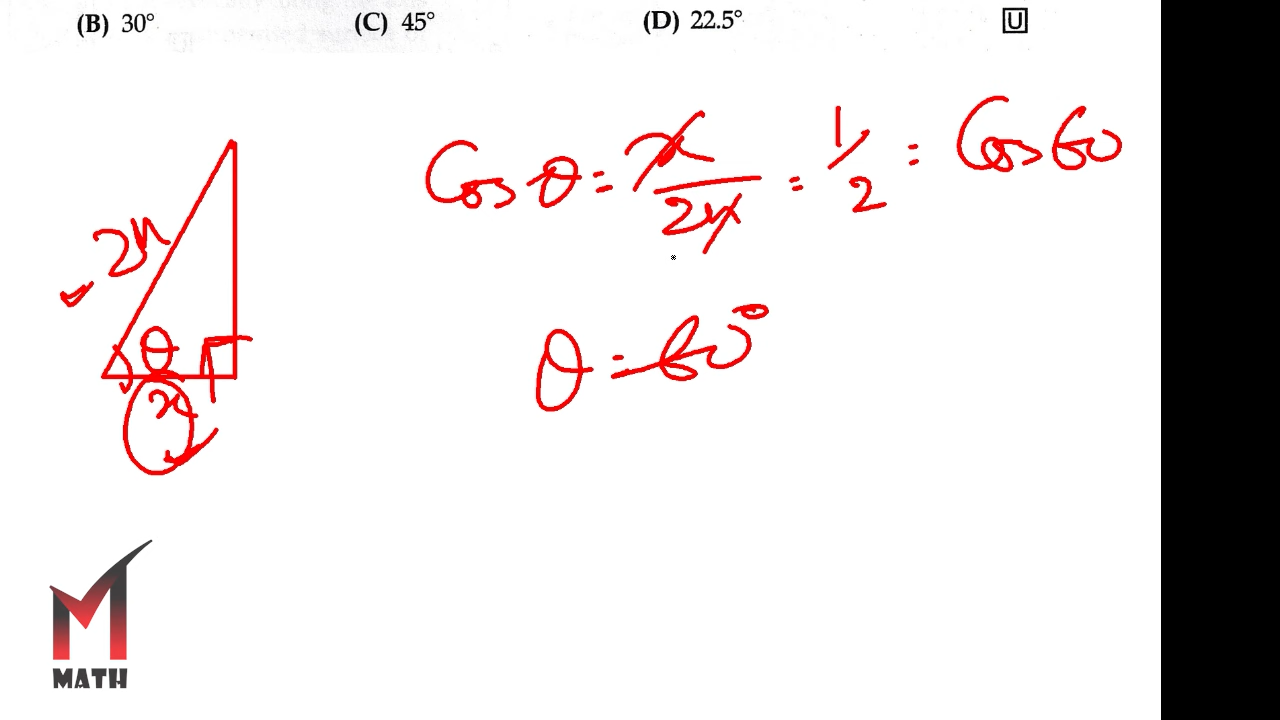 (B) 30° (C) 45° (D) 22.5° U
Cos θ = x/2x = 1/2 = Cos 60
2x
θ
x
θ = 60°
M
MATH